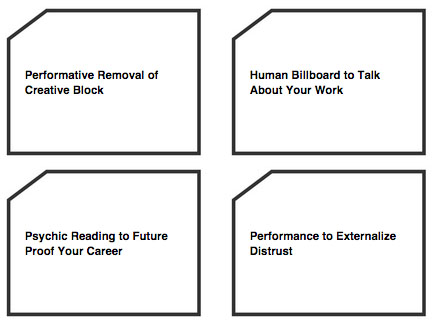 Performative Removal of
Creative Block
Human Billboard to Talk
About Your Work
Psychic Reading to Future
Proof Your Career
Performance to Externalize
Distrust